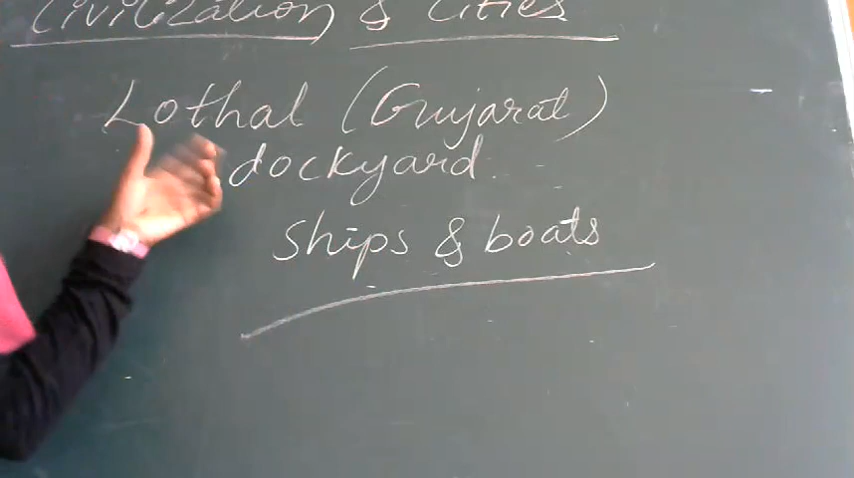 Civilization & Cities
Lothal (Gujarat)
dockyard
Ships & boats